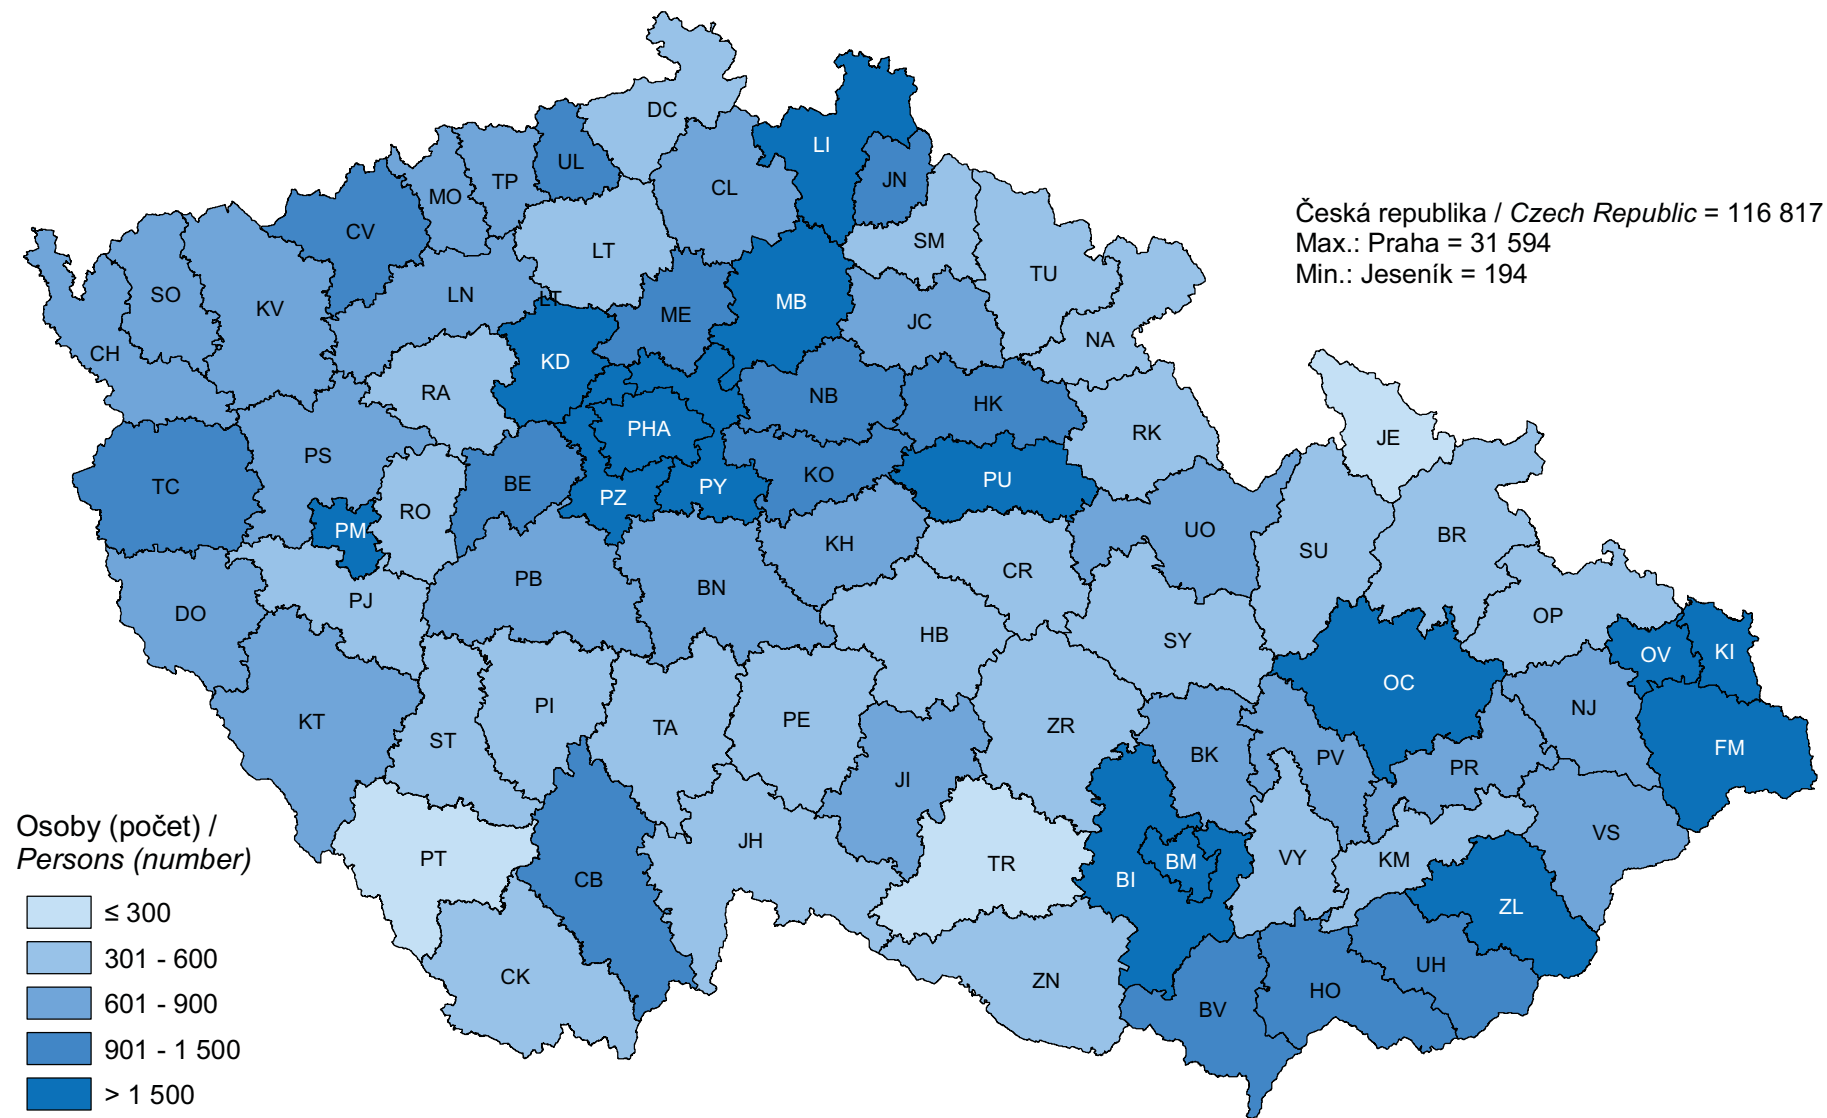 DC
LI
UL
TP
MO
CL
JN
CV
Česká republika / Czech Republic = 116 817
Max.: Praha = 31 594
Min.: Jeseník = 194
SM
LT
TU
SO
KV
LN
LT
MB
ME
JC
NA
CH
KD
RA
NB
HK
PHA
RK
JE
PS
TC
BE
KO
PU
PZ
PY
RO
PM
UO
BR
SU
KH
CR
PB
BN
PJ
DO
OP
HB
SY
OV
KI
OC
KT
PI
TA
PE
ZR
NJ
ST
BK
PV
FM
PR
JI
Osoby (počet) /
Persons (number)
PT
JH
TR
BM
BI
VY
KM
VS
CB
ZL
≤ 300
301 - 600
601 - 900
901 - 1 500
> 1 500
CK
ZN
UH
HO
BV